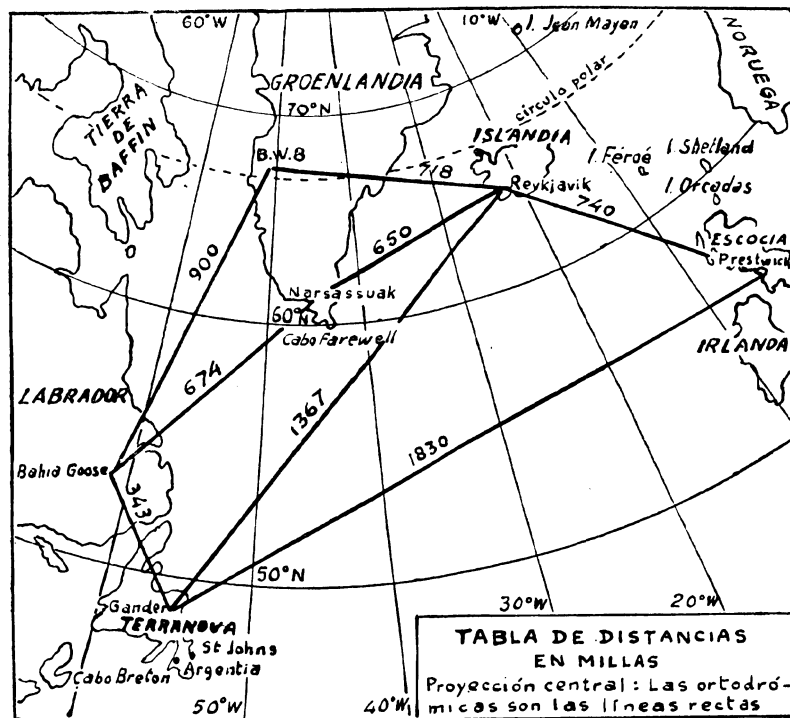 60°W
10°W
I. Jean Mayen
NORUEGA
GROENLANDIA
70°N
círculo polar
TIERRA
DE
BAFFIN
ISLANDIA
I. Feroé
I. Shetland
B.W.8
718
Reykjavik
I. Orcadas
740
900
650
ESCOCIA
Prestwick
Narsassuak
60°N
Cabo Farewell
IRLANDA
674
LABRADOR
1367
1830
Bahia Goose
343
50°N
Gander
TERRANOVA
St Johns
Argentia
Cabo Breton
50°W
40°W
30°W
20°W
TABLA DE DISTANCIAS
EN MILLAS
Proyección central: Las ortodró-
micas son las líneas rectas